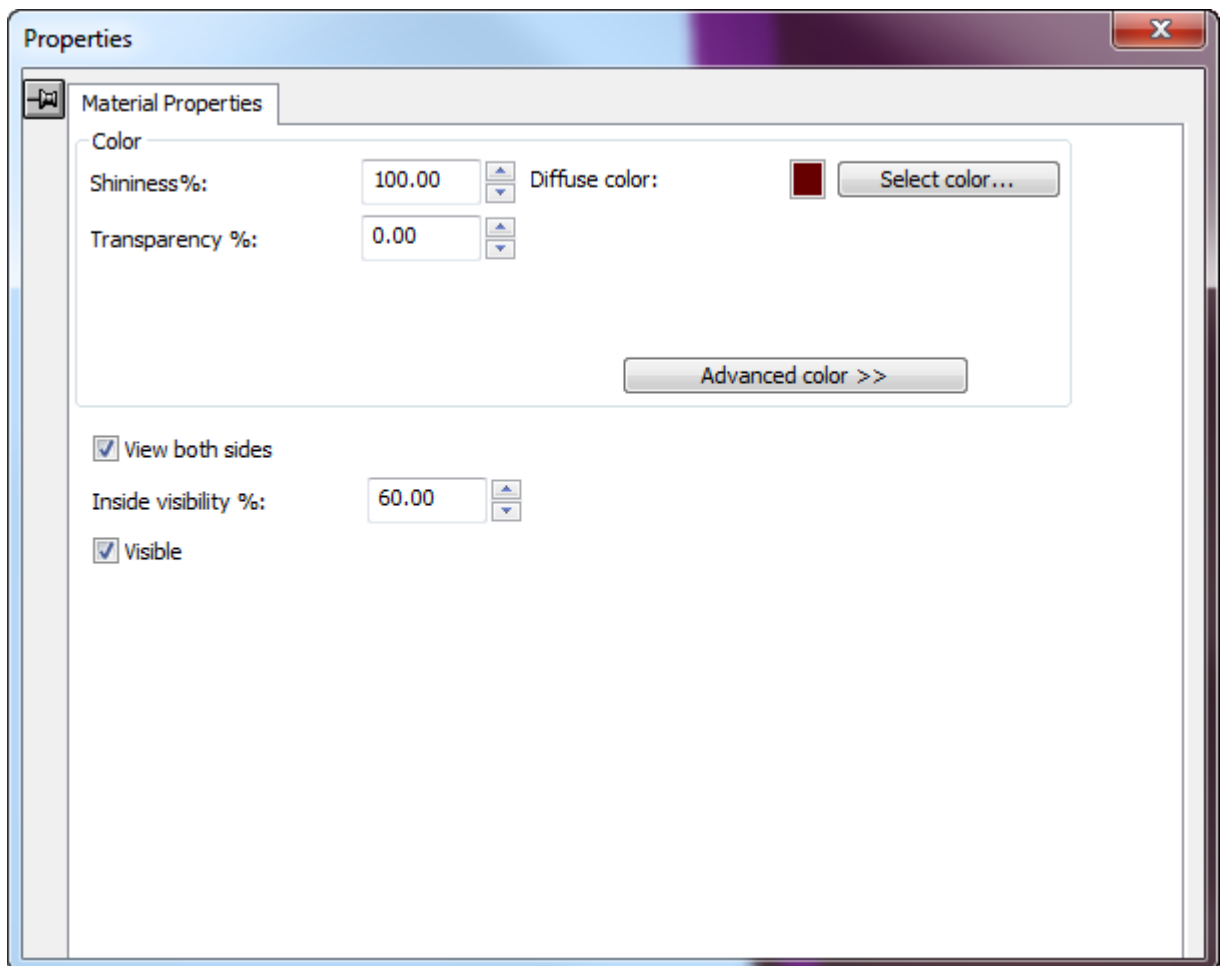 Properties
Material Properties
Color
Shininess%: 100.00 Diffuse color: Select color...
Transparency %: 0.00
Advanced color >>
View both sides
Inside visibility %: 60.00
Visible